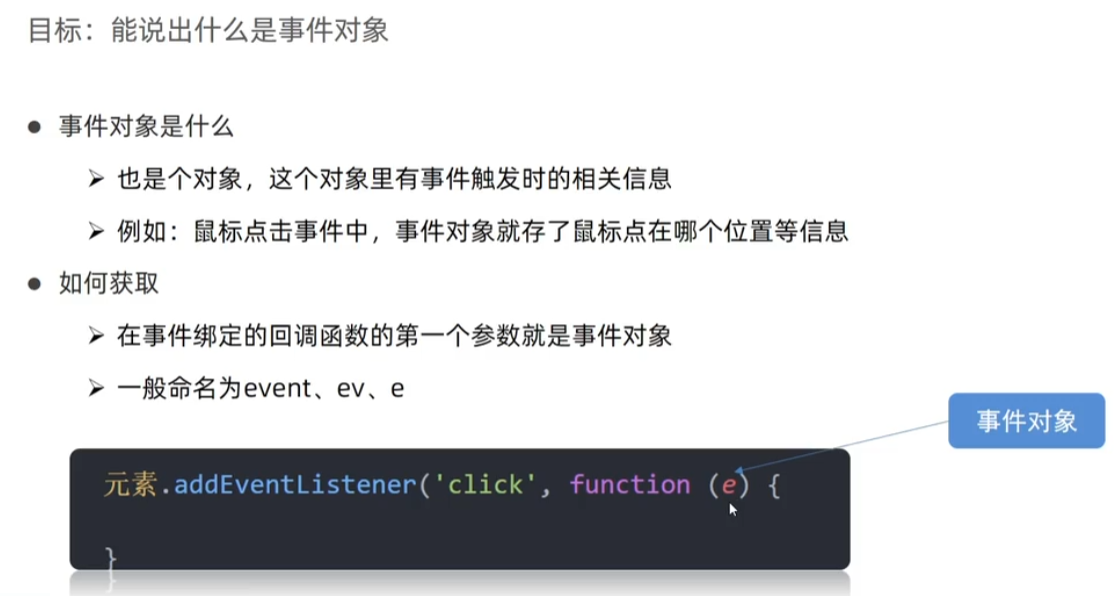 目标：能说出什么是事件对象
事件对象是什么
也是个对象，这个对象里有事件触发时的相关信息
例如：鼠标点击事件中，事件对象就存了鼠标点在哪个位置等信息
如何获取
在事件绑定的回调函数的第一个参数就是事件对象
一般命名为event、ev、e
事件对象
元素.addEventListener('click', function (e) {
}